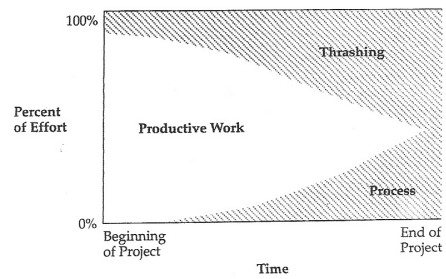 100%
Thrashing
Percent
of Effort
Productive Work
Process
0%
Beginning
of Project
End of
Project
Time